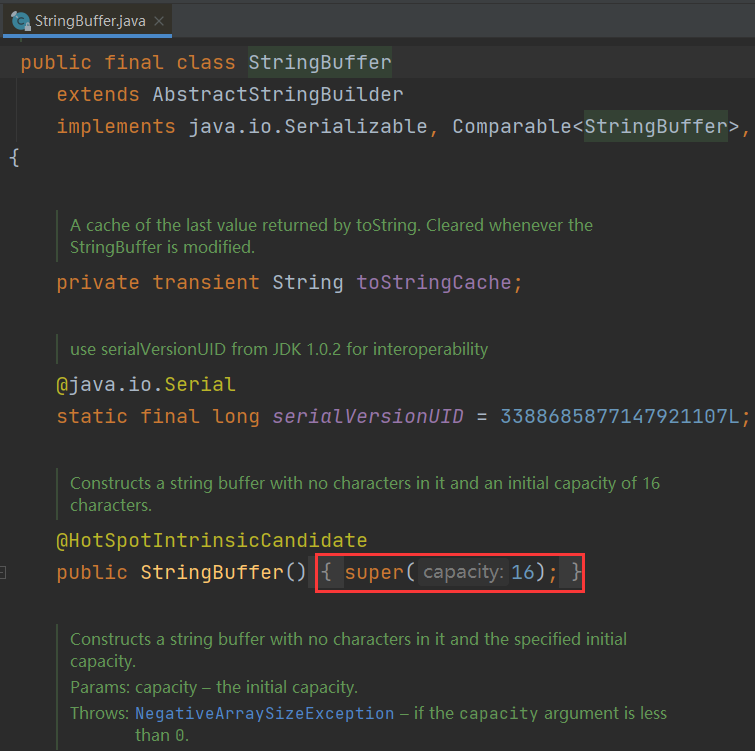 StringBuffer.java
public final class StringBuffer
extends AbstractStringBuilder
implements java.io.Serializable, Comparable<StringBuffer>,
{
A cache of the last value returned by toString. Cleared whenever the
StringBuffer is modified.
private transient String toStringCache;
use serialVersionUID from JDK 1.0.2 for interoperability
@java.io.Serial
static final long serialVersionUID = 3388685877147921107L;
Constructs a string buffer with no characters in it and an initial capacity of 16
characters.
@HotSpotIntrinsicCandidate
public StringBuffer() { super( capacity: 16); }
Constructs a string buffer with no characters in it and the specified initial
capacity.
Params: capacity – the initial capacity.
Throws: NegativeArraySizeException – if the capacity argument is less
than 0.